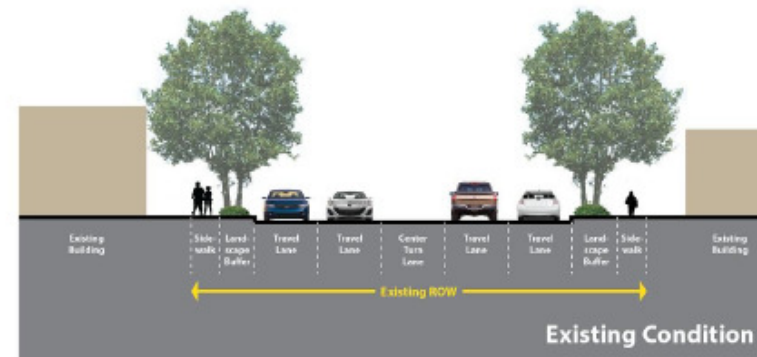 Existing
Building
Side-
walk
Land-
scape
Buffer
Travel
Lane
Travel
Lane
Center
Turn
Lane
Travel
Lane
Travel
Lane
Land-
scape
Buffer
Side-
walk
Existing
Building
Existing ROW
Existing Condition